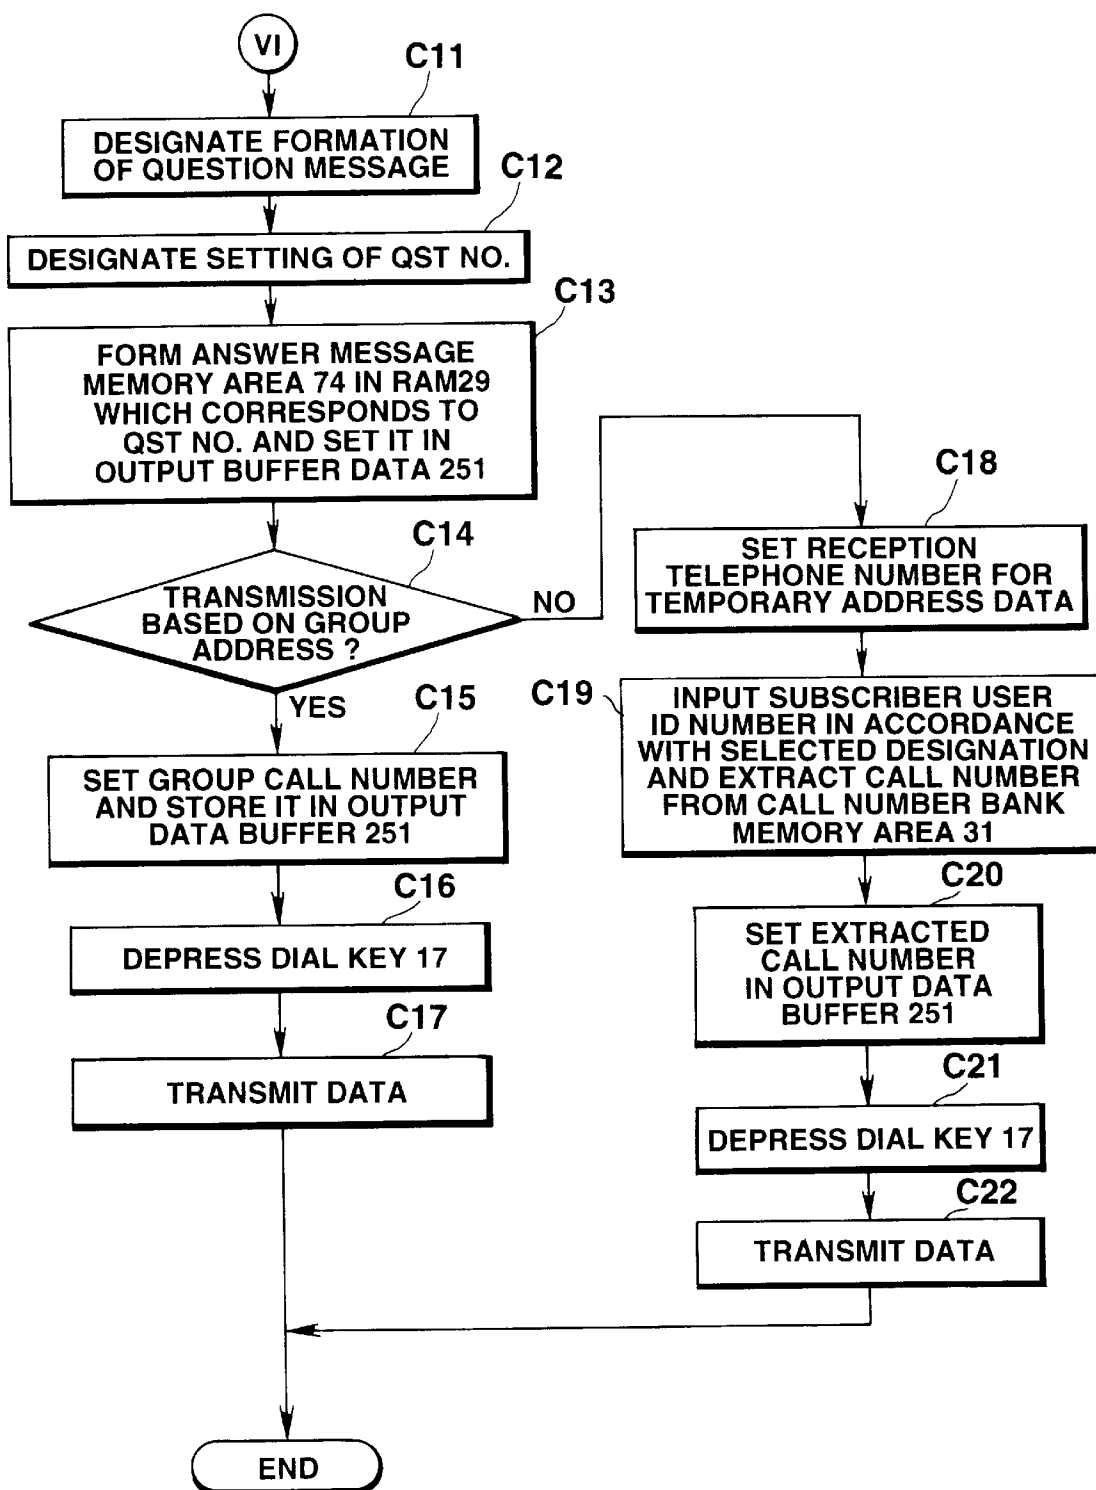 VI
C11
DESIGNATE FORMATION
OF QUESTION MESSAGE
C12
DESIGNATE SETTING OF QST NO.
C13
FORM ANSWER MESSAGE
MEMORY AREA 74 IN RAM29
WHICH CORRESPONDS TO
QST NO. AND SET IT IN
OUTPUT BUFFER DATA 251
C14
TRANSMISSION
BASED ON GROUP
ADDRESS ?
NO
YES
C15
SET GROUP CALL NUMBER
AND STORE IT IN OUTPUT
DATA BUFFER 251
C16
DEPRESS DIAL KEY 17
C17
TRANSMIT DATA
C18
SET RECEPTION
TELEPHONE NUMBER FOR
TEMPORARY ADDRESS DATA
C19
INPUT SUBSCRIBER USER
ID NUMBER IN ACCORDANCE
WITH SELECTED DESIGNATION
AND EXTRACT CALL NUMBER
FROM CALL NUMBER BANK
MEMORY AREA 31
C20
SET EXTRACTED
CALL NUMBER
IN OUTPUT DATA
BUFFER 251
C21
DEPRESS DIAL KEY 17
C22
TRANSMIT DATA
END